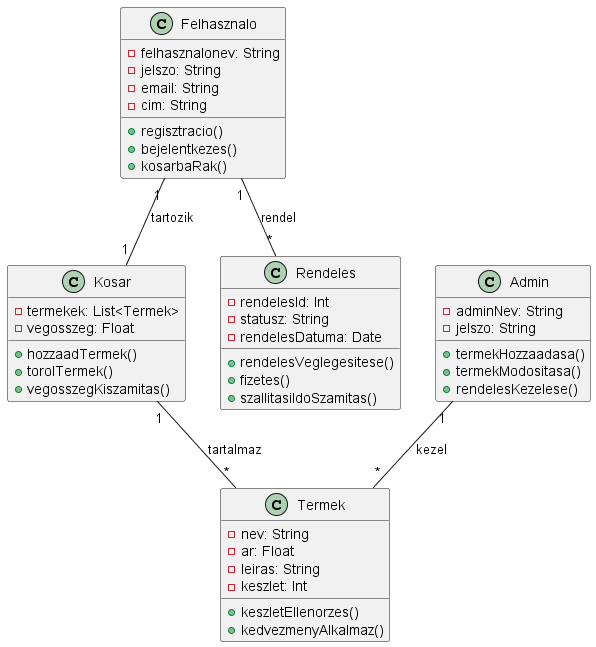 C Felhasznalo
felhasznalonev: String
jelszo: String
email: String
cim: String
regisztracio()
bejelentkezes()
kosarbaRak()
1
1
tartozik
rendel
1
*
C Kosar
termekek: List<Termek>
vegosszeg: Float
hozzaadTermek()
torolTermek()
vegosszegKiszamitas()
C Rendeles
rendelesId: Int
statusz: String
rendelesDatuma: Date
rendelesVeglegesitese()
fizetes()
szallitasiIdoSzamitas()
C Admin
adminNev: String
jelszo: String
termekHozzaadasa()
termekModositasa()
rendelesKezelese()
1
1
tartalmaz
kezel
*
*
C Termek
nev: String
ar: Float
leiras: String
keszlet: Int
keszletEllenorzes()
kedvezmenyAlkalmaz()